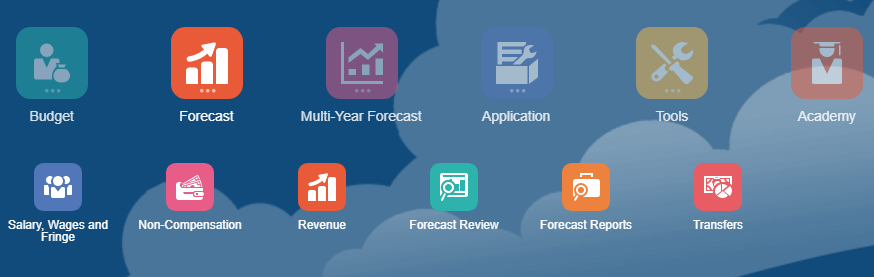 Budget
Forecast
Multi-Year Forecast
Application
Tools
Academy
Salary, Wages and
Fringe
Non-Compensation
Revenue
Forecast Review
Forecast Reports
Transfers